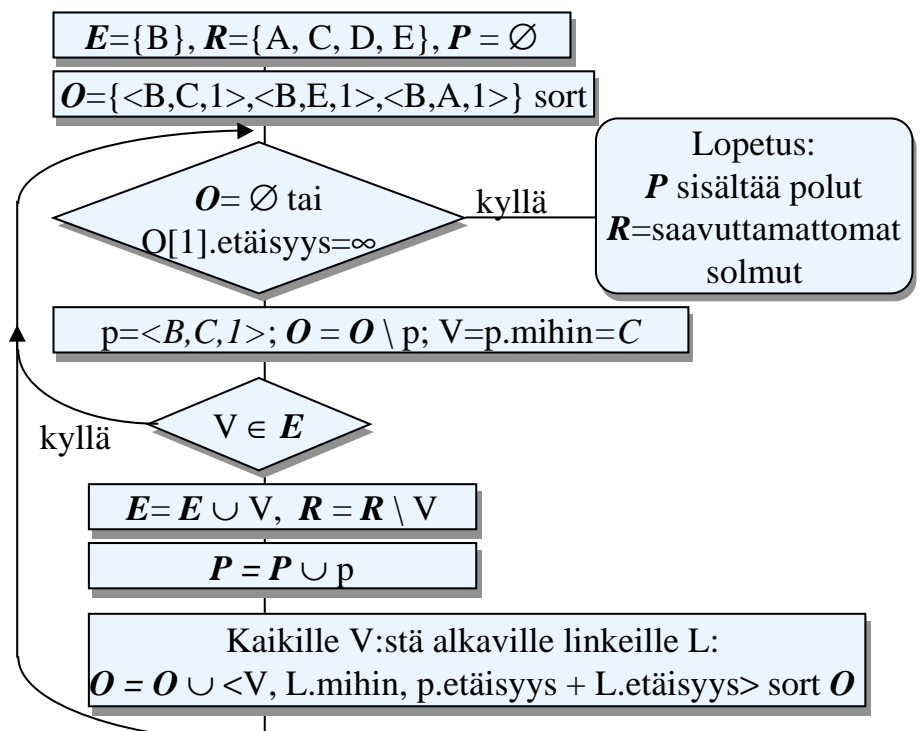 E={B}, R={A, C, D, E}, P = ∅
O={<B,C,1>,<B,E,1>,<B,A,1>} sort
O= ∅ tai
O[1].etäisyys=∞
kyllä
Lopetus:
P sisältää polut
R=saavuttamattomat
solmut
p=<B,C,1>; O = O \ p; V=p.mihin=C
V ∈ E
kyllä
E= E ∪ V, R = R \ V
P = P ∪ p
Kaikille V:stä alkaville linkeille L:
O = O ∪ <V, L.mihin, p.etäisyys + L.etäisyys> sort O